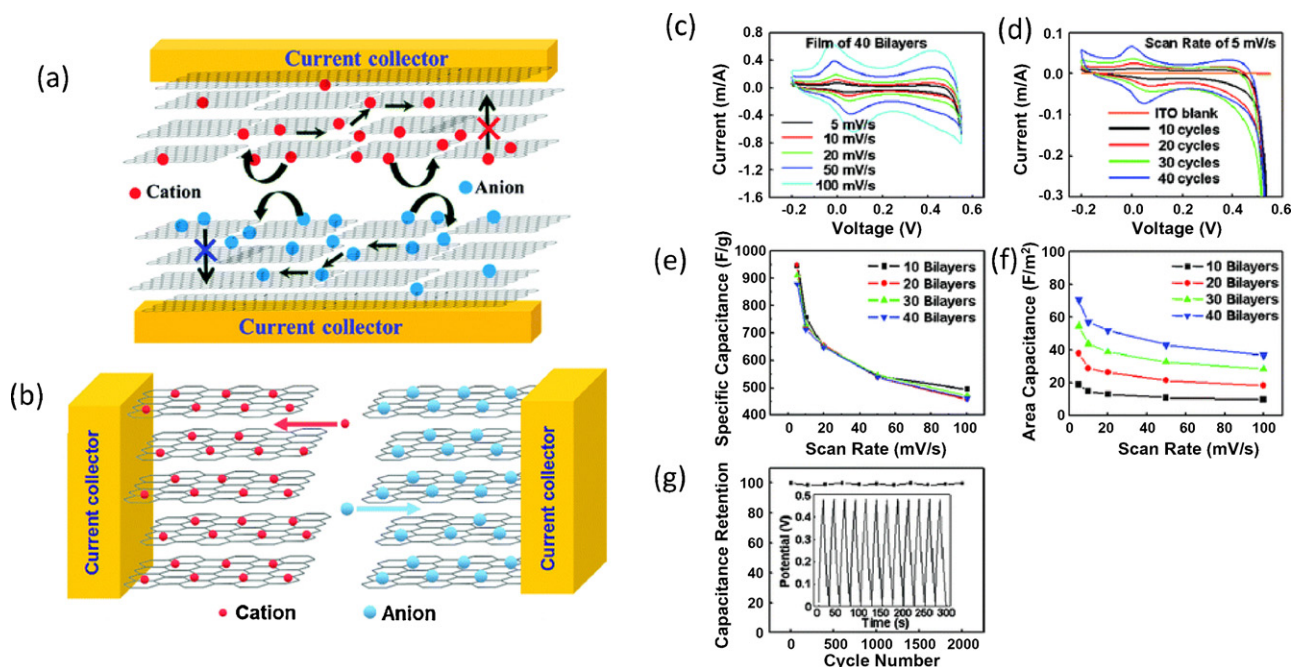 (a)
Current collector
Cation
Anion
Current collector
(b)
Current collector
Current collector
Cation
Anion
(c)
Film of 40 Bilayers
0.8
0.4
0.0
-0.4
-0.8
-1.2
-1.6
Current (m/A)
5 mV/s
10 mV/s
20 mV/s
50 mV/s
100 mV/s
-0.2 0.0 0.2 0.4 0.6
Voltage (V)
(d)
Scan Rate of 5 mV/s
0.1
0.0
-0.1
-0.2
-0.3
Current (m/A)
ITO blank
10 cycles
20 cycles
30 cycles
40 cycles
-0.2 0.0 0.2 0.4 0.6
Voltage (V)
(e)
1000
900
800
700
600
500
400
Specific Capacitance (F/g)
10 Bilayers
20 Bilayers
30 Bilayers
40 Bilayers
0 20 40 60 80 100
Scan Rate (mV/s)
(f)
100
80
60
40
20
0
Area Capacitance (F/m²)
10 Bilayers
20 Bilayers
30 Bilayers
40 Bilayers
0 20 40 60 80 100
Scan Rate (mV/s)
(g)
100
80
60
40
20
0
Capacitance Retention
0.5
0.4
0.3
0.2
0.1
0
Potential (V)
0 50 100 150 200 250 300
Time (s)
0 500 1000 1500 2000
Cycle Number